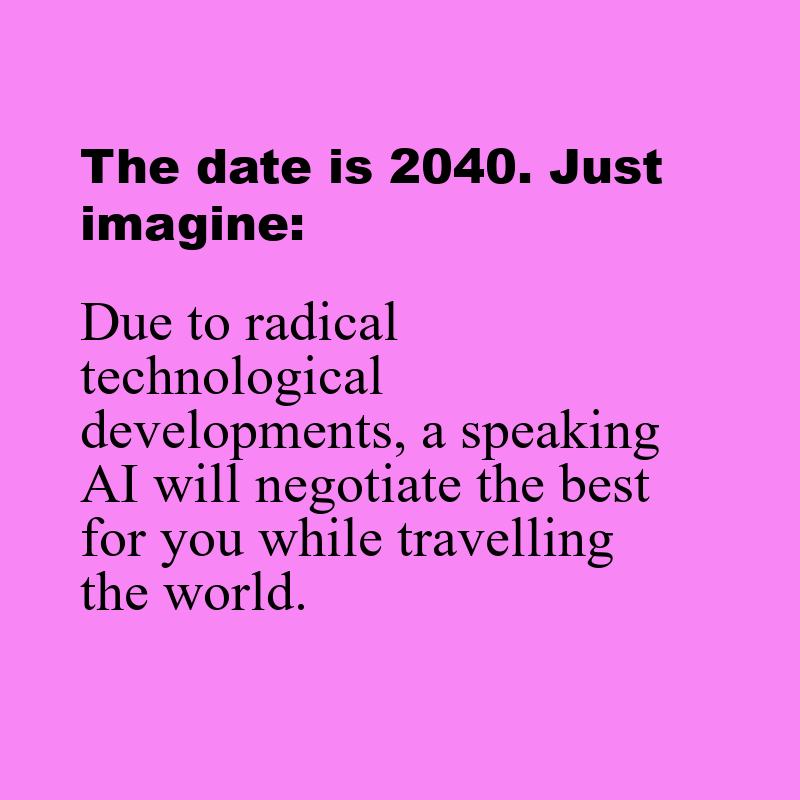 The date is 2040. Just
imagine:
Due to radical
technological
developments, a speaking
AI will negotiate the best
for you while travelling
the world.